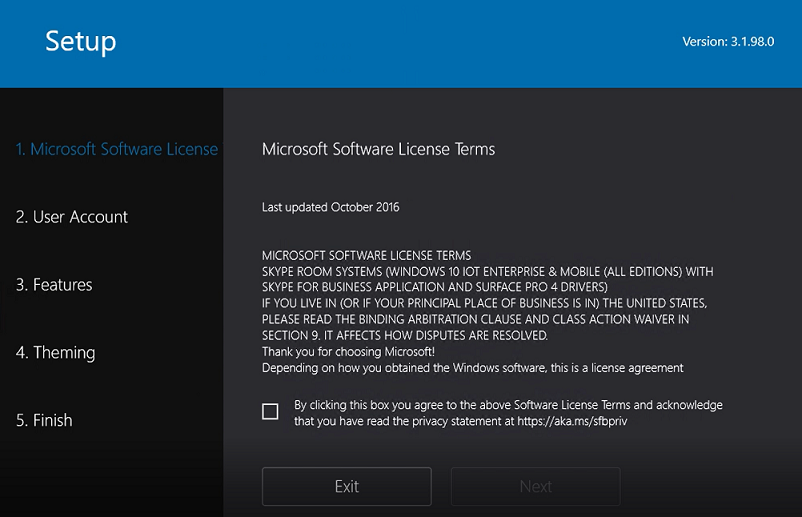 Setup
Version: 3.1.98.0
1. Microsoft Software License
2. User Account
3. Features
4. Theming
5. Finish
Microsoft Software License Terms
Last updated October 2016
MICROSOFT SOFTWARE LICENSE TERMS
SKYPE ROOM SYSTEMS (WINDOWS 10 IOT ENTERPRISE & MOBILE (ALL EDITIONS) WITH
SKYPE FOR BUSINESS APPLICATION AND SURFACE PRO 4 DRIVERS)
IF YOU LIVE IN (OR IF YOUR PRINCIPAL PLACE OF BUSINESS IS IN) THE UNITED STATES,
PLEASE READ THE BINDING ARBITRATION CLAUSE AND CLASS ACTION WAIVER IN
SECTION 9. IT AFFECTS HOW DISPUTES ARE RESOLVED.
Thank you for choosing Microsoft!
Depending on how you obtained the Windows software, this is a license agreement
By clicking this box you agree to the above Software License Terms and acknowledge
that you have read the privacy statement at https://aka.ms/sfbpriv
Exit
Next